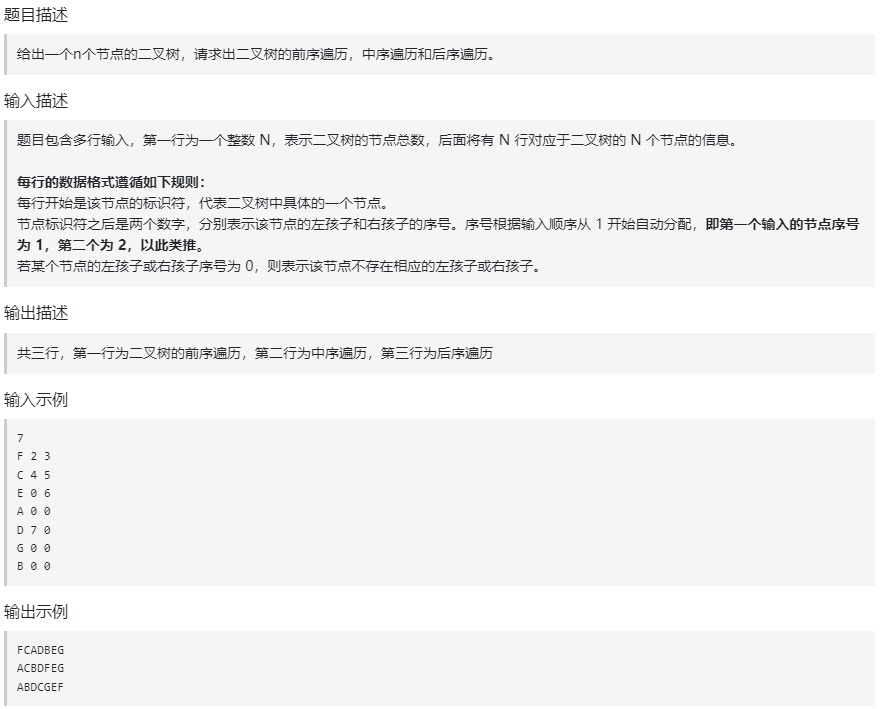 题目描述
给出一个n个节点的二叉树，请求出二叉树的前序遍历，中序遍历和后序遍历。
输入描述
题目包含多行输入，第一行为一个整数 N，表示二叉树的节点总数，后面将有 N 行对应于二叉树的 N 个节点的信息。
每行的数据格式遵循如下规则：
每行开始是该节点的标识符，代表二叉树中具体的一个节点。
节点标识符之后是两个数字，分别表示该节点的左孩子和右孩子的序号。序号根据输入顺序从 1 开始自动分配，即第一个输入的节点序号
为 1，第二个为 2，以此类推。
若某个节点的左孩子或右孩子序号为 0，则表示该节点不存在相应的左孩子或右孩子。
输出描述
共三行，第一行为二叉树的前序遍历，第二行为中序遍历，第三行为后序遍历
输入示例
7
F 2 3
C 4 5
E 0 6
A 0 0
D 7 0
G 0 0
B 0 0
输出示例
FCADBEG
ACBDFEG
ABDCGEF